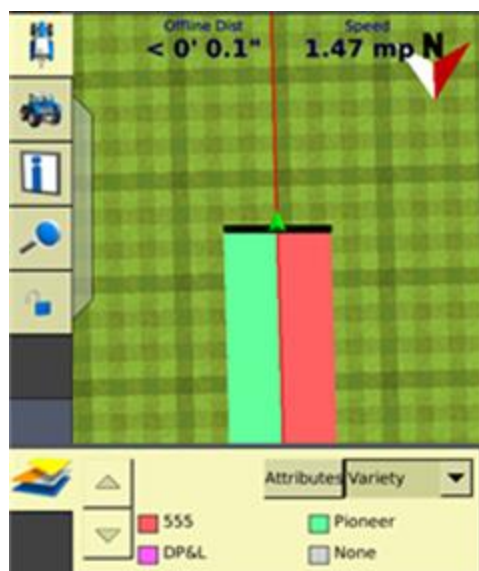 Offline Dist Speed
< 0' 0.1" 1.47 mp N
Attributes Variety
555 Pioneer
DP&L None